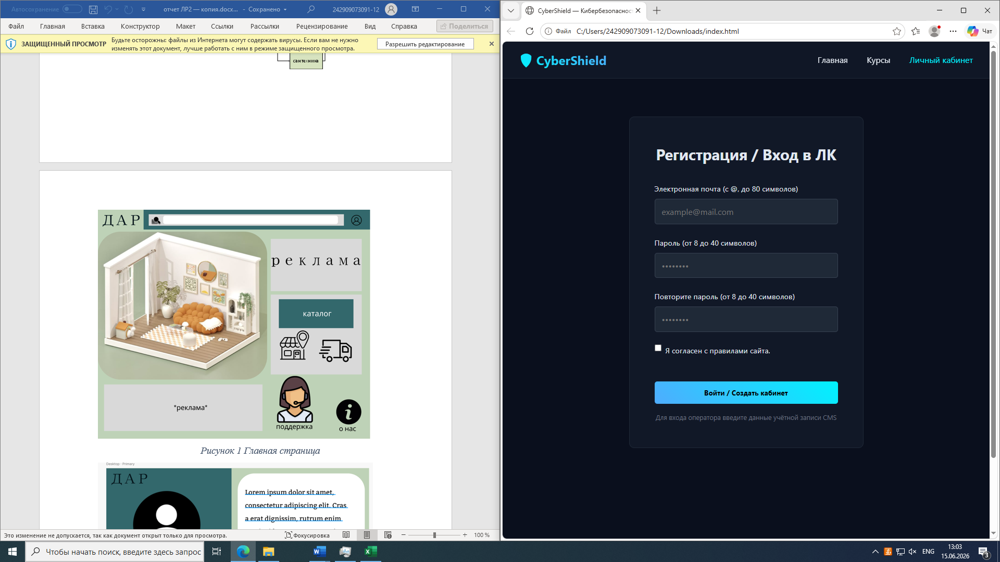 Автосохранение
отчет ЛР2 — копия.docx... - Сохранено
242909073091-12
Файл Главная Вставка Конструктор Макет Ссылки Рассылки Рецензирование Вид Справка Поделиться
ЗАЩИЩЕННЫЙ ПРОСМОТР
Будьте осторожны: файлы из Интернета могут содержать вирусы. Если вам не нужно
изменять этот документ, лучше работать с ним в режиме защищенного просмотра.
Разрешить редактирование
сантехника
ДАР
реклама
каталог
*реклама*
поддержка
о нас
Рисунок 1 Главная страница
Desktop - Primary
ДАР
Lorem ipsum dolor sit amet,
consectetur adipiscing elit. Cras
a erat dignissim, rutrum enim
Это изменение не допускается, так как документ открыт только для просмотра.
Фокусировка
100 %
CyberShield — Кибербезопасност
Файл C:/Users/242909073091-12/Downloads/index.html
Чат
CyberShield
Главная Курсы Личный кабинет
Регистрация / Вход в ЛК
Электронная почта (с @, до 80 символов)
example@mail.com
Пароль (от 8 до 40 символов)
••••••••
Повторите пароль (от 8 до 40 символов)
••••••••
Я согласен с правилами сайта.
Войти / Создать кабинет
Для входа оператора введите данные учётной записи CMS
Чтобы начать поиск, введите здесь запрос
ENG
13:03
15.06.2026
3